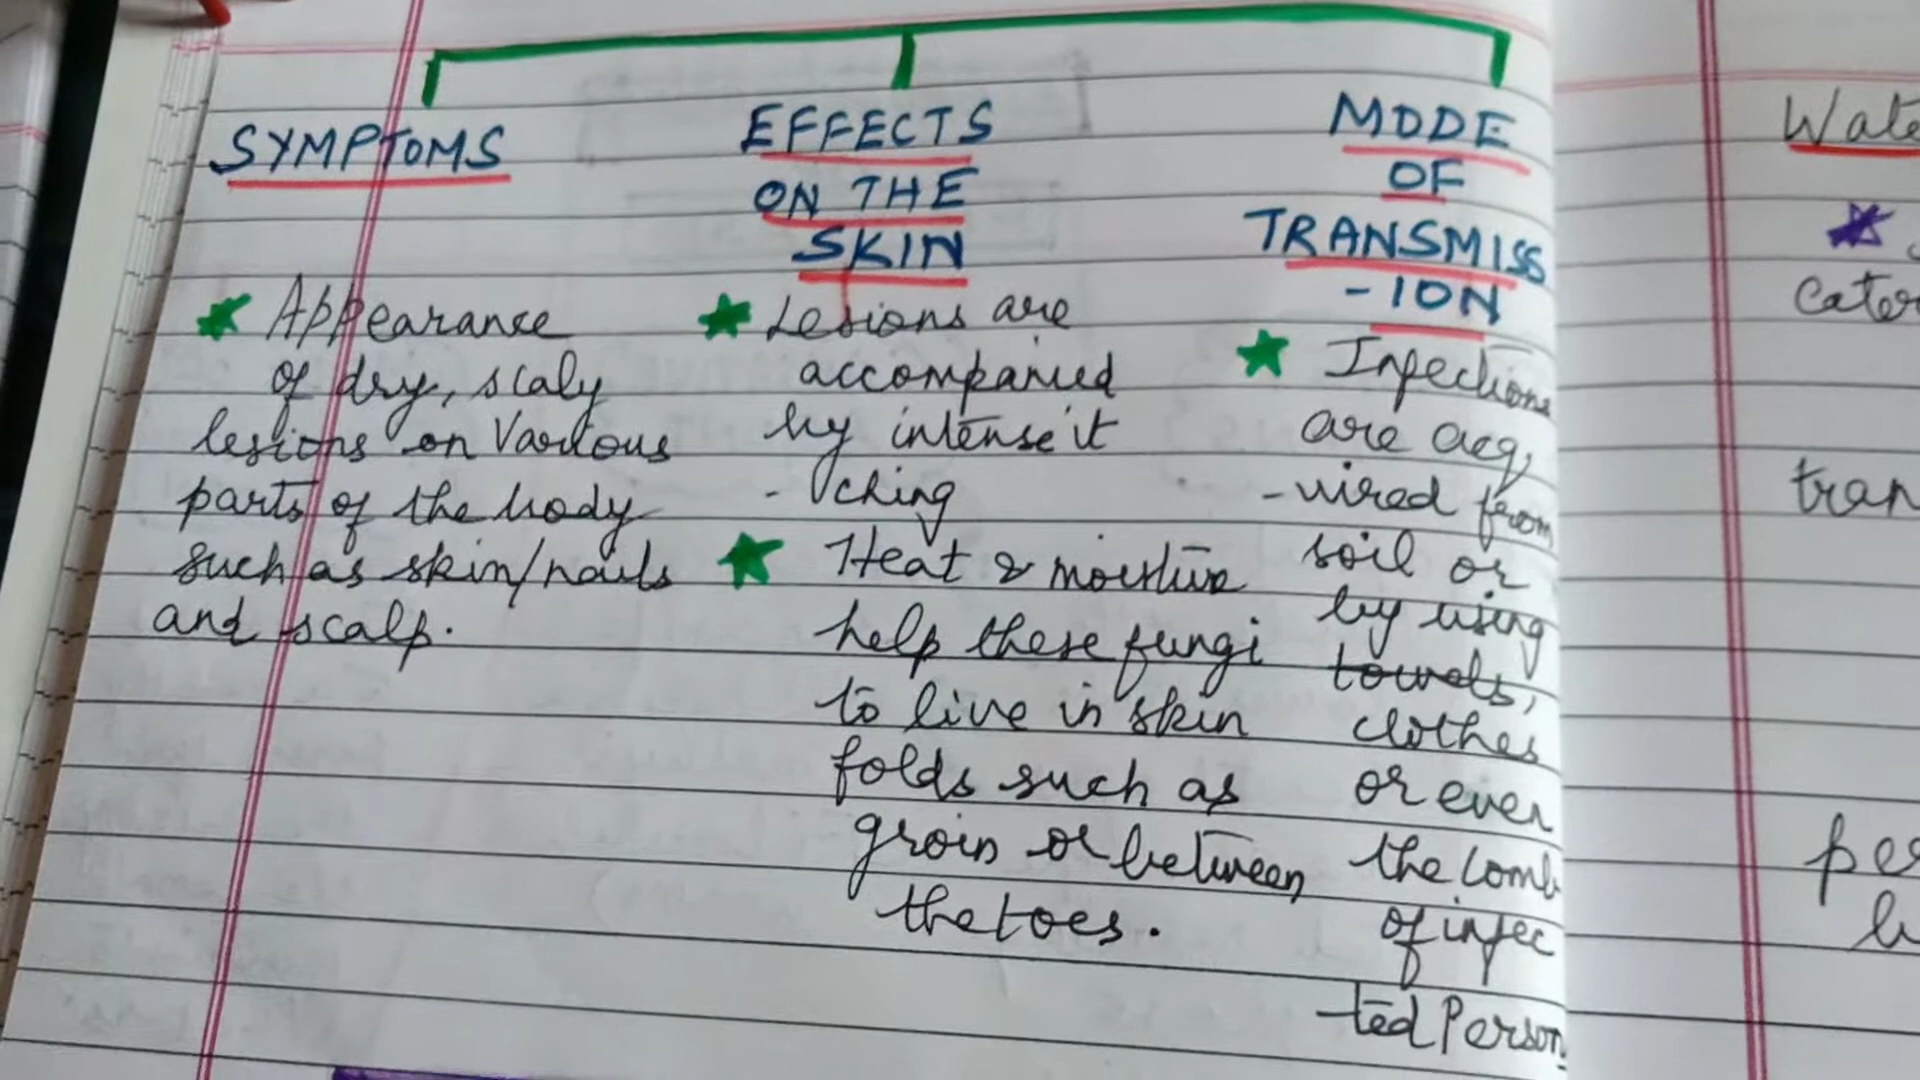 SYMPTOMS
Appearance
of dry, scaly
lesions on various
parts of the body
such as skin/nails
and scalp.
EFFECTS
ON THE
SKIN
Lesions are
accompanied
by intense it
- ching
Heat & moisture
help these fungi
to live in skin
folds such as
groin or between
the toes.
MODE
OF
TRANSMISS
-ION
Infections
are acq
-uired from
soil or
by using
towels,
clothes
or even
the comb
of infec
-ted Person
Wate
cater
tran
pe